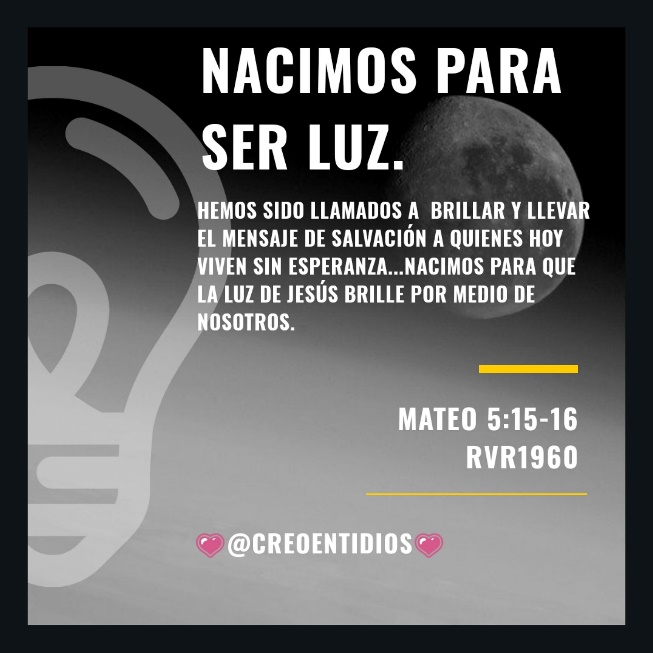 NACIMOS PARA
SER LUZ.
HEMOS SIDO LLAMADOS A  BRILLAR Y LLEVAR
EL MENSAJE DE SALVACIÓN A QUIENES HOY
VIVEN SIN ESPERANZA...NACIMOS PARA QUE
LA LUZ DE JESÚS BRILLE POR MEDIO DE
NOSOTROS.
MATEO 5:15-16
RVR1960
💗@CREOENTIDIOS💗